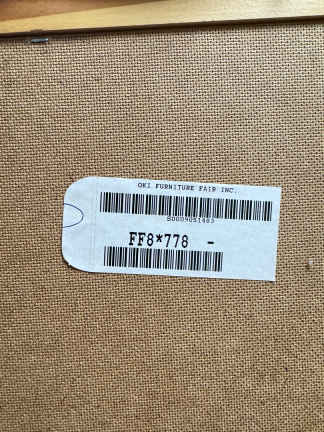 OKI FURNITURE FAIR INC.
FF8*778 -